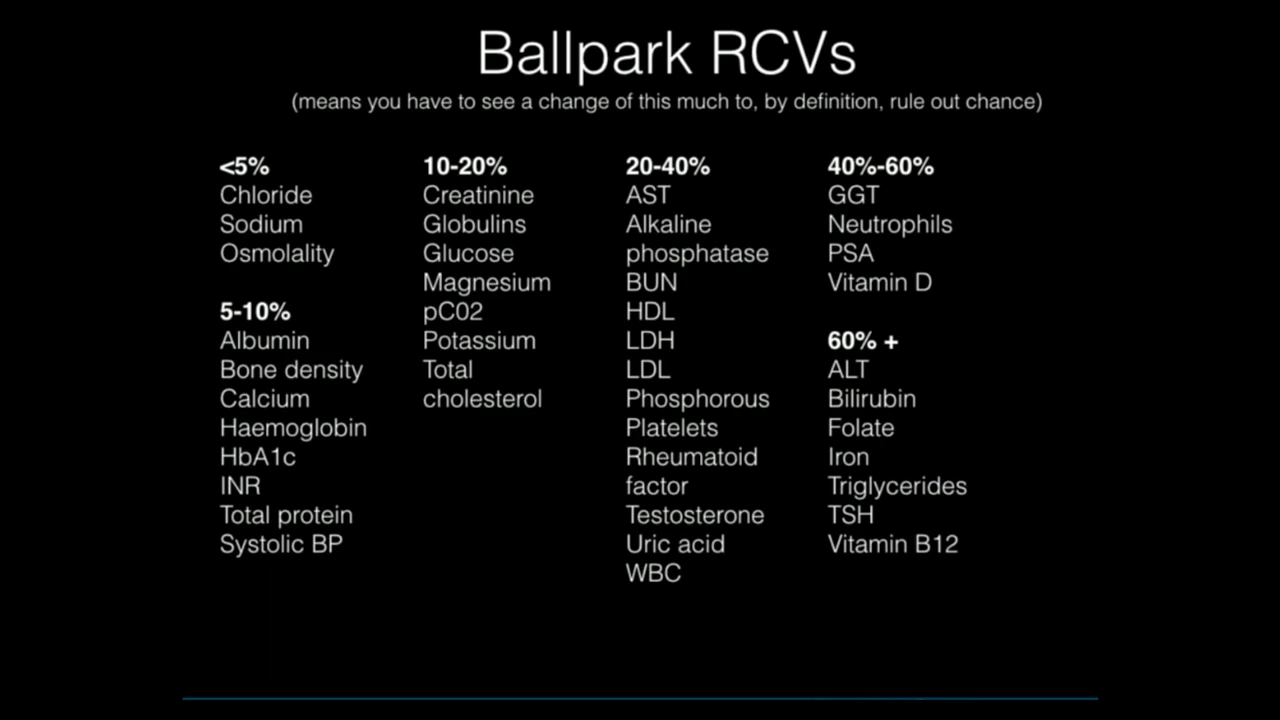 Ballpark RCVs
(means you have to see a change of this much to, by definition, rule out chance)
<5%
Chloride
Sodium
Osmolality
5-10%
Albumin
Bone density
Calcium
Haemoglobin
HbA1c
INR
Total protein
Systolic BP
10-20%
Creatinine
Globulins
Glucose
Magnesium
pC02
Potassium
Total
cholesterol
20-40%
AST
Alkaline
phosphatase
BUN
HDL
LDH
LDL
Phosphorous
Platelets
Rheumatoid
factor
Testosterone
Uric acid
WBC
40%-60%
GGT
Neutrophils
PSA
Vitamin D
60% +
ALT
Bilirubin
Folate
Iron
Triglycerides
TSH
Vitamin B12